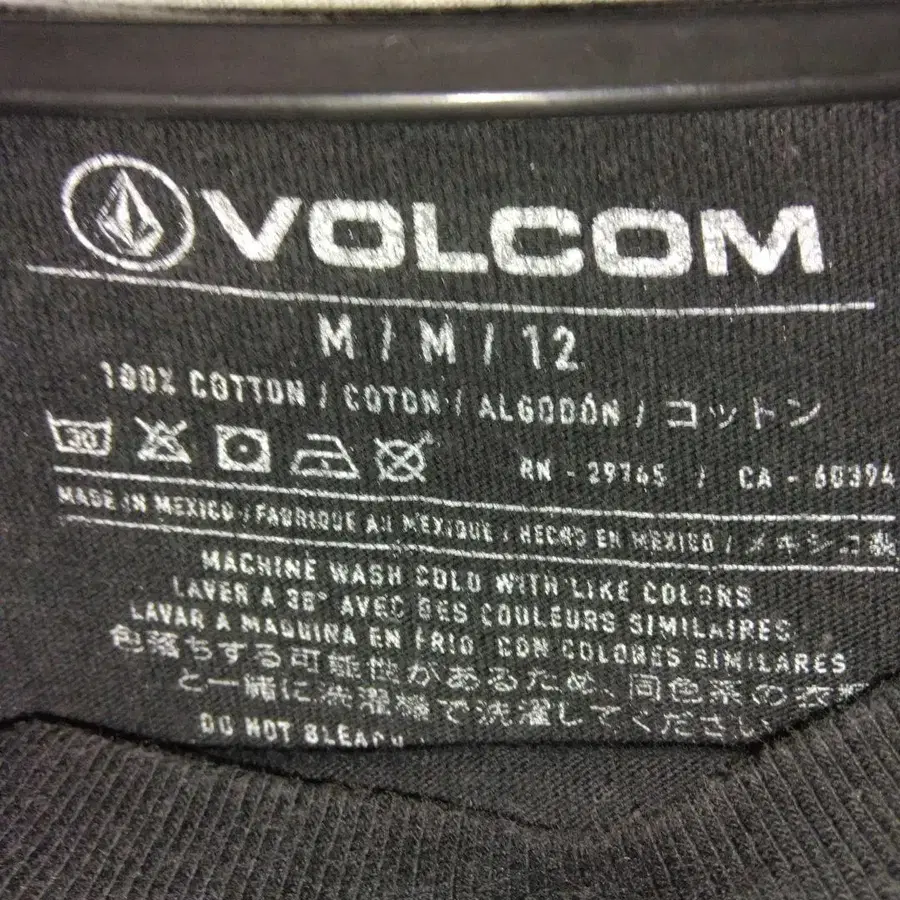 VOLCOM
M / M / 12
100% COTTON / COTON / ALGODÓN / コットン
30 RN - 29765 / CA - 60394
MADE IN MEXICO / FABRIQUE AU MEXIQUE / HECHO EN MEXICO / メキシコ製
MACHINE WASH COLD WITH LIKE COLORS
LAVER A 30° AVEC DES COULEURS SIMILAIRES
LAVAR A MAQUINA EN FRIO CON COLORES SIMILARES
色落ちする可能性があるため、同色系の衣類
と一緒に洗濯機で洗濯してください
DO NOT BLEACH